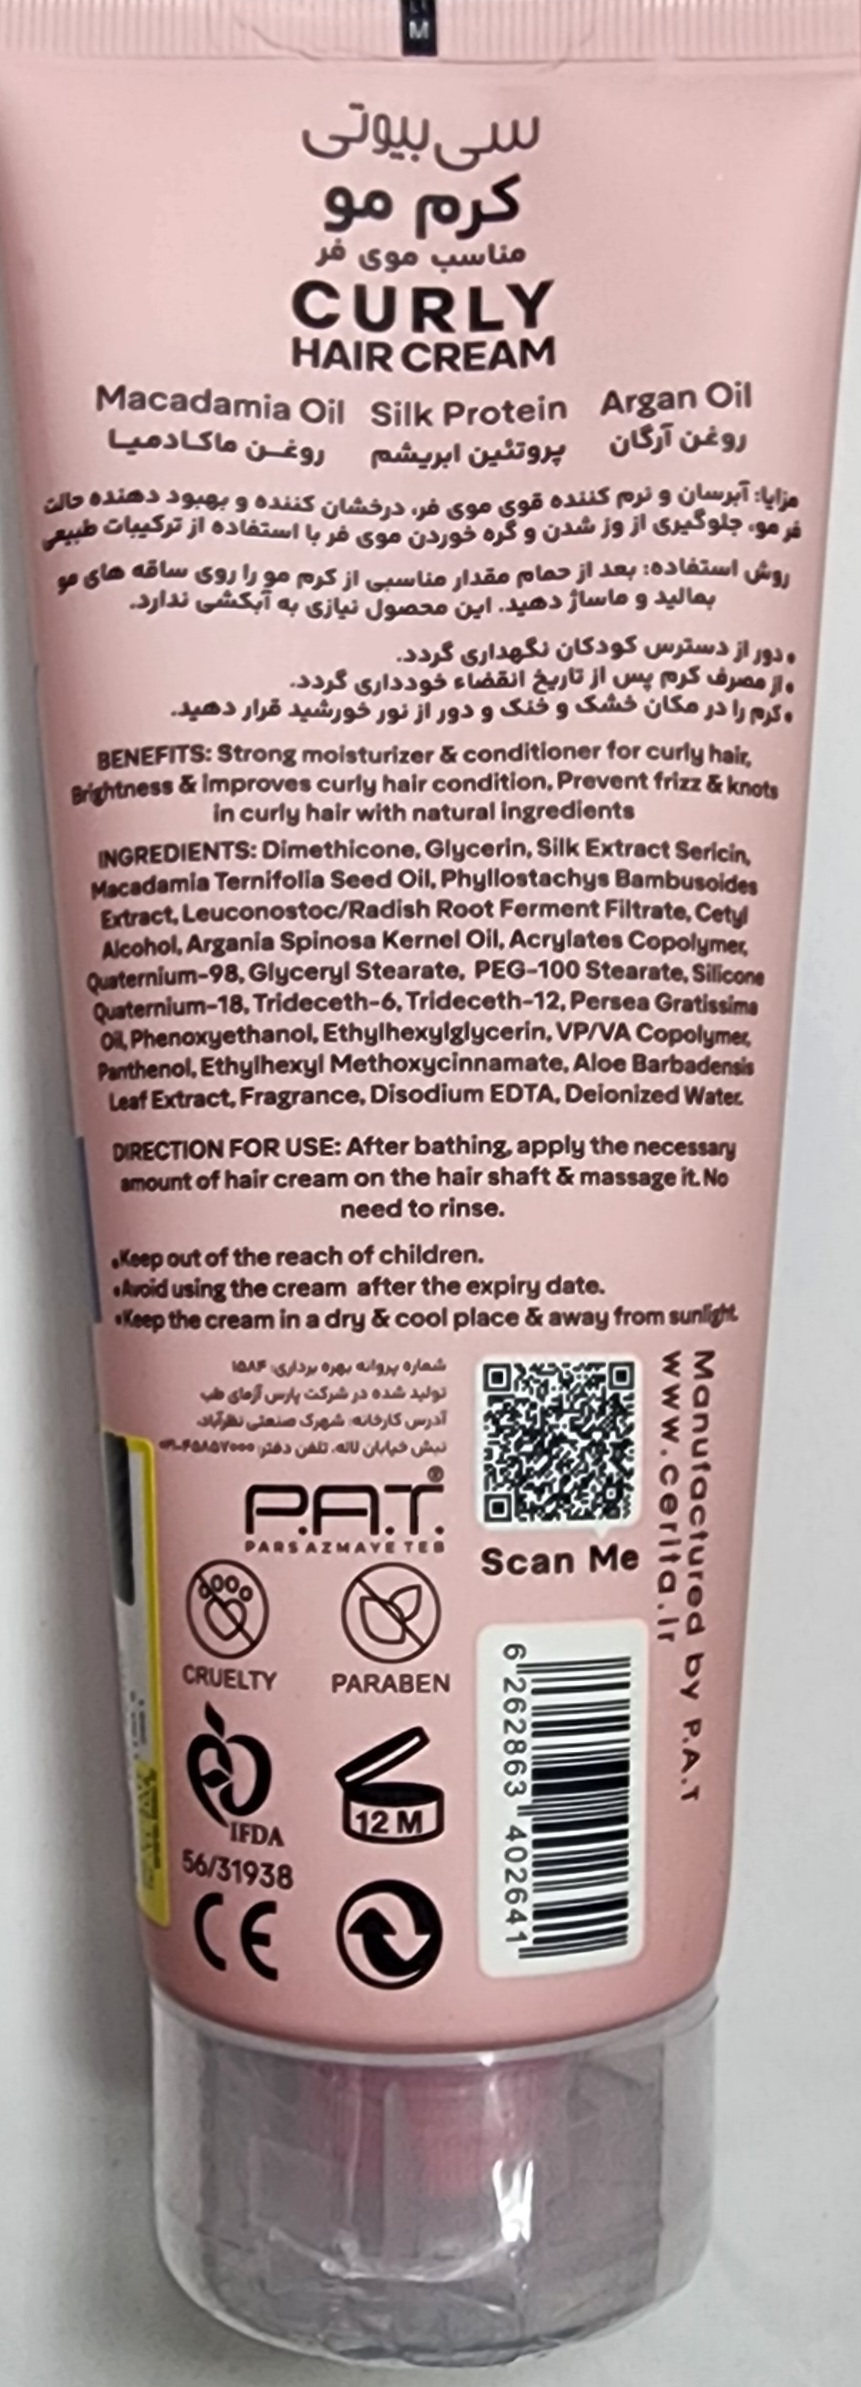 M
سی‌بیوتی
کرم مو
مناسب موی فر
CURLY
HAIR CREAM
Macadamia Oil Silk Protein Argan Oil
روغن ماکادمیا پروتئین ابریشم روغن آرگان
مزایا: آبرسان و نرم کننده قوی موی فر، درخشان کننده و بهبود دهنده حالت
فر مو، جلوگیری از وز شدن و گره خوردن موی فر با استفاده از ترکیبات طبیعی
روش استفاده: بعد از حمام مقدار مناسبی از کرم مو را روی ساقه های مو
بمالید و ماساژ دهید. این محصول نیازی به آبکشی ندارد.
•دور از دسترس کودکان نگهداری گردد.
•از مصرف کرم پس از تاریخ انقضاء خودداری گردد.
•کرم را در مکان خشک و خنک و دور از نور خورشید قرار دهید.
BENEFITS: Strong moisturizer & conditioner for curly hair,
Brightness & improves curly hair condition, Prevent frizz & knots
in curly hair with natural ingredients
INGREDIENTS: Dimethicone, Glycerin, Silk Extract Sericin,
Macadamia Ternifolia Seed Oil, Phyllostachys Bambusoides
Extract, Leuconostoc/Radish Root Ferment Filtrate, Cetyl
Alcohol, Argania Spinosa Kernel Oil, Acrylates Copolymer,
Quaternium-98, Glyceryl Stearate, PEG-100 Stearate, Silicone
Quaternium-18, Trideceth-6, Trideceth-12, Persea Gratissima
Oil, Phenoxyethanol, Ethylhexylglycerin, VP/VA Copolymer,
Panthenol, Ethylhexyl Methoxycinnamate, Aloe Barbadensis
Leaf Extract, Fragrance, Disodium EDTA, Deionized Water.
DIRECTION FOR USE: After bathing, apply the necessary
amount of hair cream on the hair shaft & massage it. No
need to rinse.
•Keep out of the reach of children.
•Avoid using the cream after the expiry date.
•Keep the cream in a dry & cool place & away from sunlight.
شماره پروانه بهره برداری: ۱۵۸۴
تولید شده در شرکت پارس آزمای طب
آدرس کارخانه: شهرک صنعتی نظرآباد،
نبش خیابان لاله، تلفن دفتر: ۰۲۱-۴۵۸۵۷۰۰۰
P.A.T.®
PARS AZMAYE TEB
Scan Me
Manufactured by P.A.T
www.cerita.ir
CRUELTY
PARABEN
IFDA
56/31938
12 M
CE
6 262863 402641